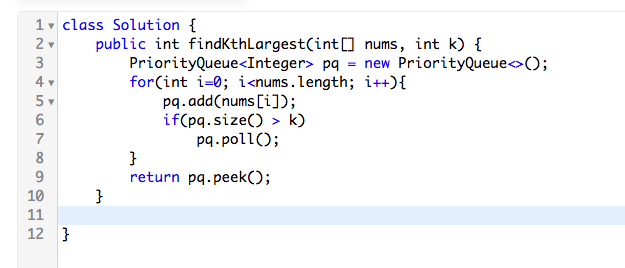 1 class Solution {
2     public int findKthLargest(int[] nums, int k) {
3         PriorityQueue<Integer> pq = new PriorityQueue<>();
4         for(int i=0; i<nums.length; i++){
5             pq.add(nums[i]);
6             if(pq.size() > k)
7                 pq.poll();
8         }
9         return pq.peek();
10     }
11
12 }